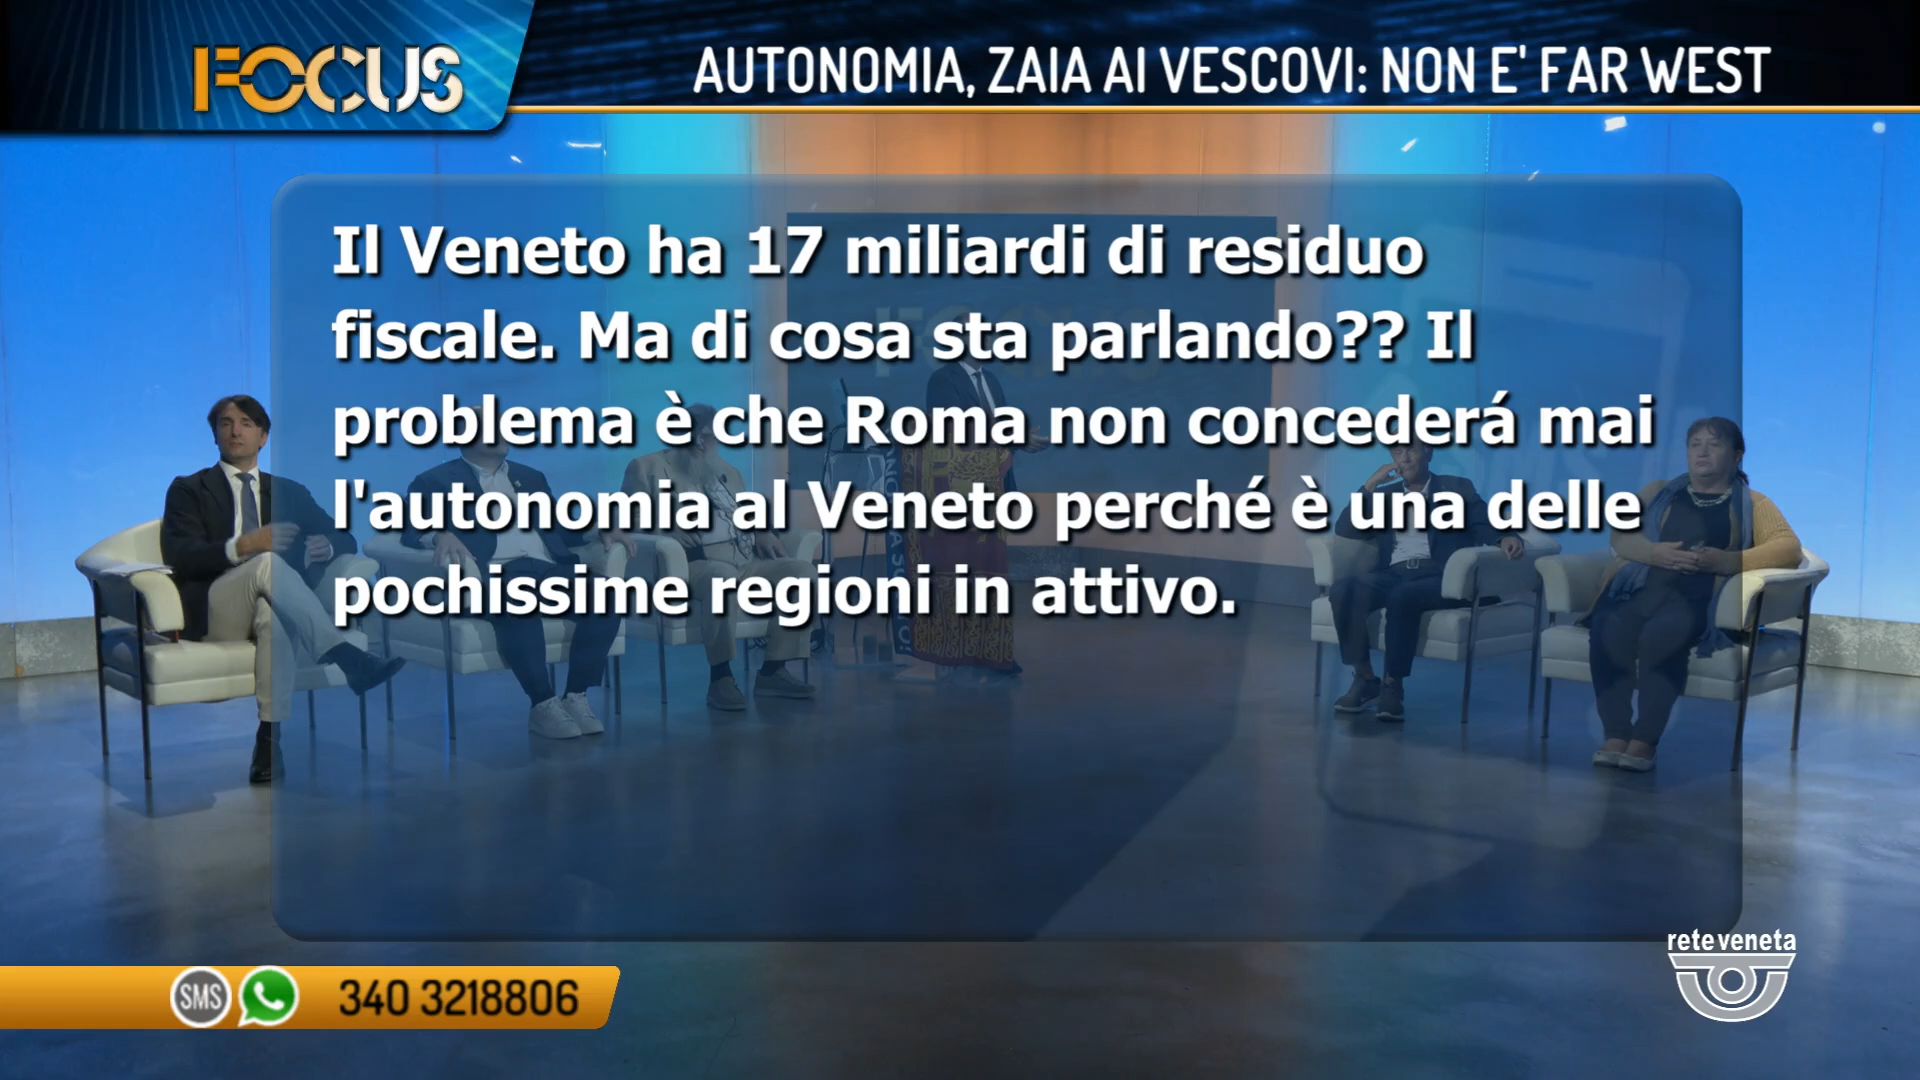 FOCUS
AUTONOMIA, ZAIA AI VESCOVI: NON E' FAR WEST
Il Veneto ha 17 miliardi di residuo
fiscale. Ma di cosa sta parlando?? Il
problema è che Roma non concederá mai
l'autonomia al Veneto perché è una delle
pochissime regioni in attivo.
SMS
340 3218806
reteveneta